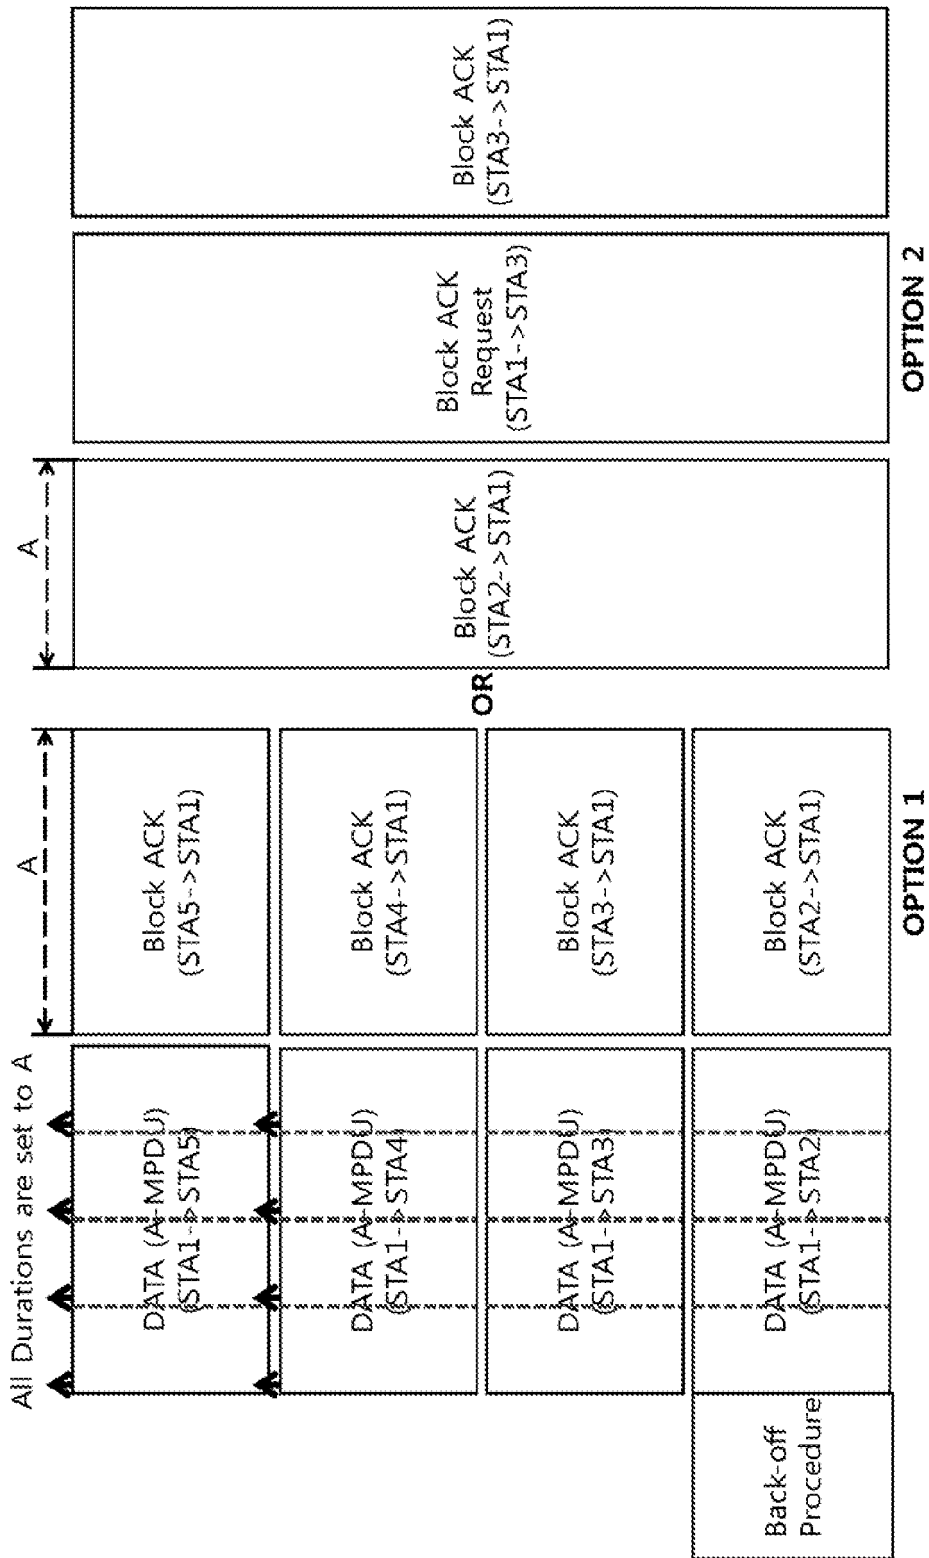 All Durations are set to A
A
A
DATA (A-MPDU)
(STA1->STA5)
Block ACK
(STA5->STA1)
DATA (A-MPDU)
(STA1->STA4)
Block ACK
(STA4->STA1)
DATA (A-MPDU)
(STA1->STA3)
Block ACK
(STA3->STA1)
Back-off
Procedure
DATA (A-MPDU)
(STA1->STA2)
Block ACK
(STA2->STA1)
OR
Block ACK
(STA2->STA1)
Block ACK
Request
(STA1->STA3)
Block ACK
(STA3->STA1)
OPTION 1
OPTION 2